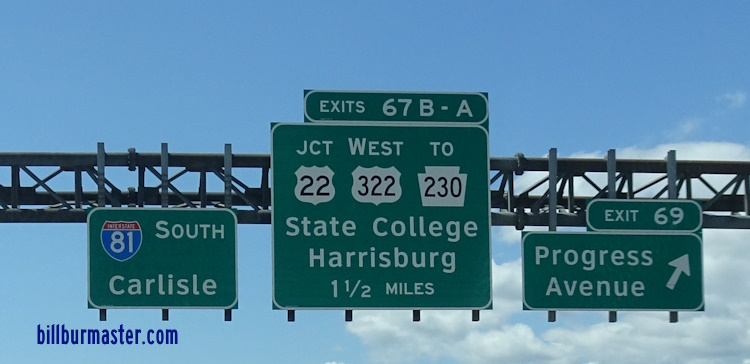 INTERSTATE
81
SOUTH
Carlisle
EXITS 67B-A
JCT WEST TO
22 322 230
State College
Harrisburg
1 1/2 MILES
EXIT 69
Progress
Avenue
billburmaster.com